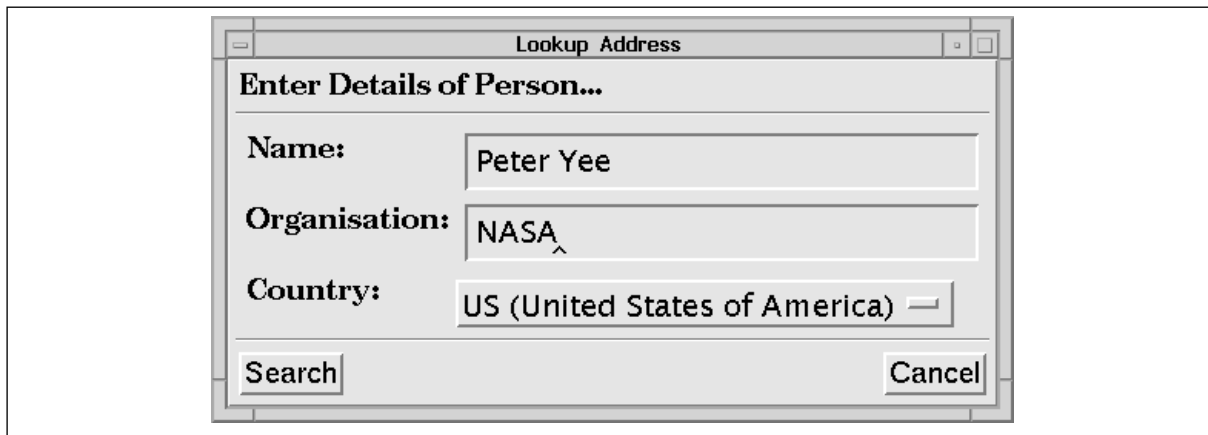 Lookup Address
Enter Details of Person...
Name: Peter Yee
Organisation: NASA
Country: US (United States of America)
Search Cancel